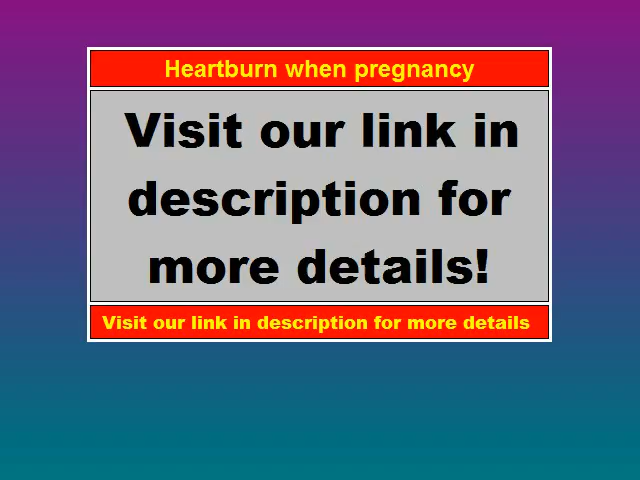 Heartburn when pregnancy
Visit our link in
description for
more details!
Visit our link in description for more details